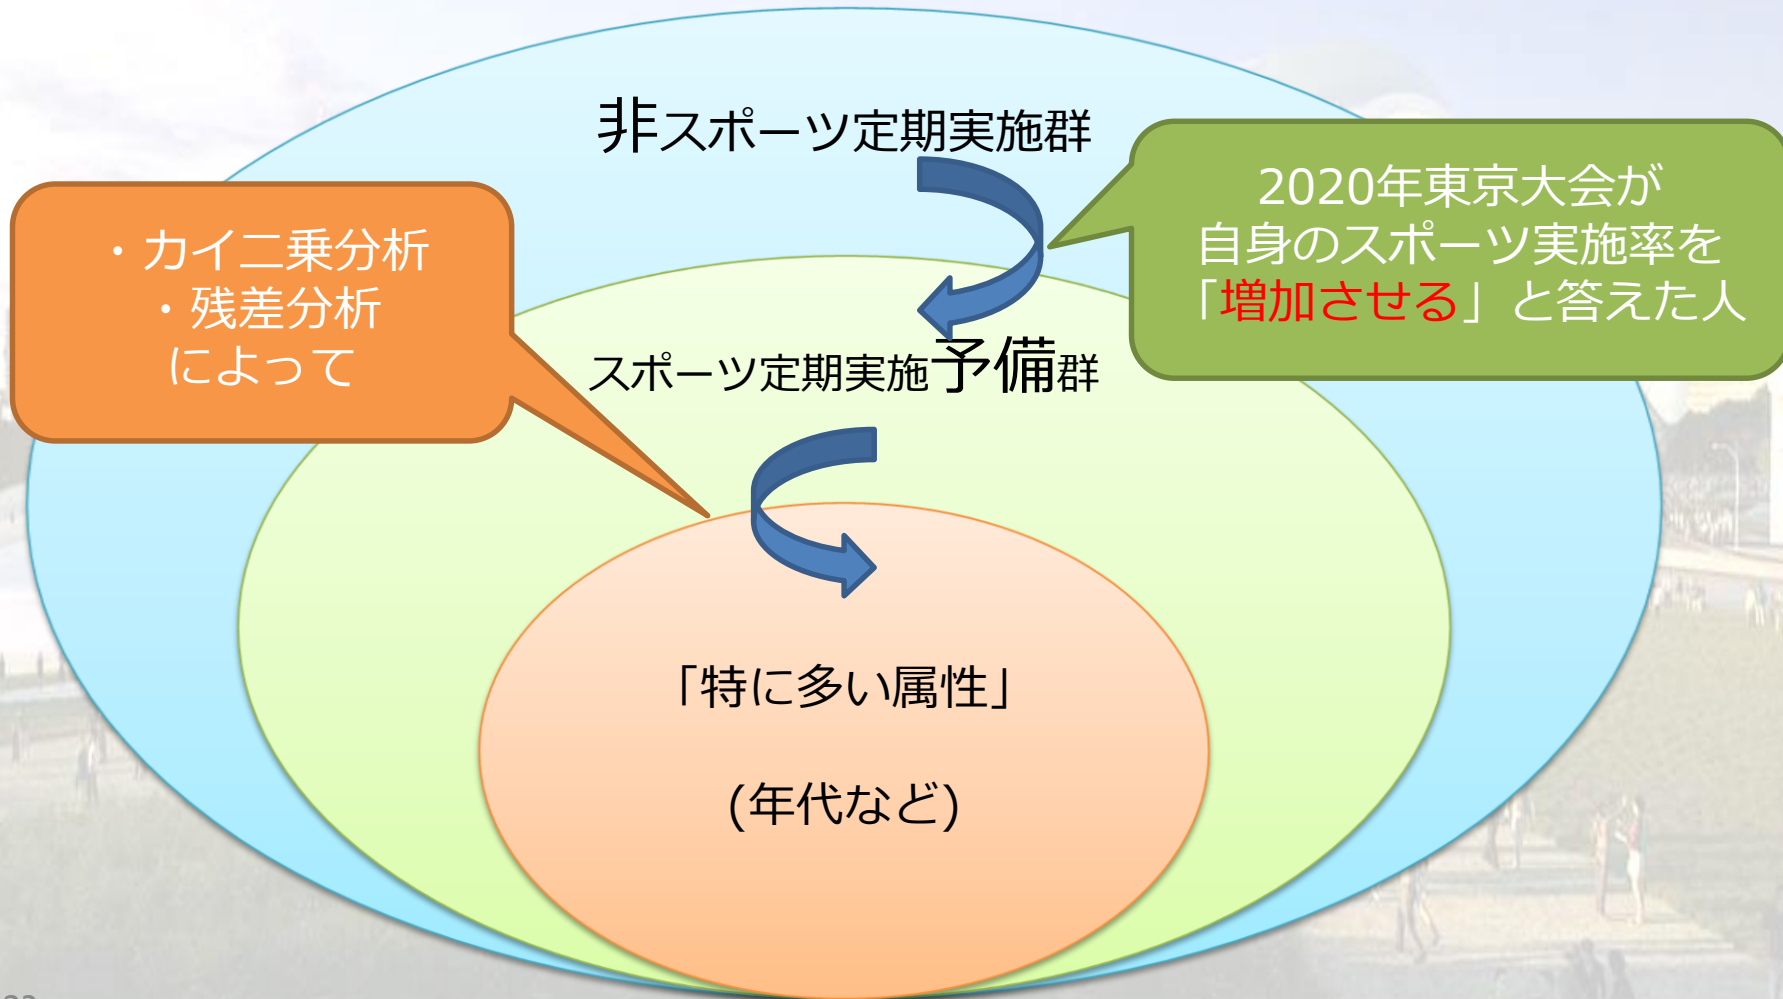 非スポーツ定期実施群
2020年東京大会が
自身のスポーツ実施率を
「増加させる」と答えた人
・カイ二乗分析
・残差分析
によって
スポーツ定期実施予備群
「特に多い属性」
(年代など)